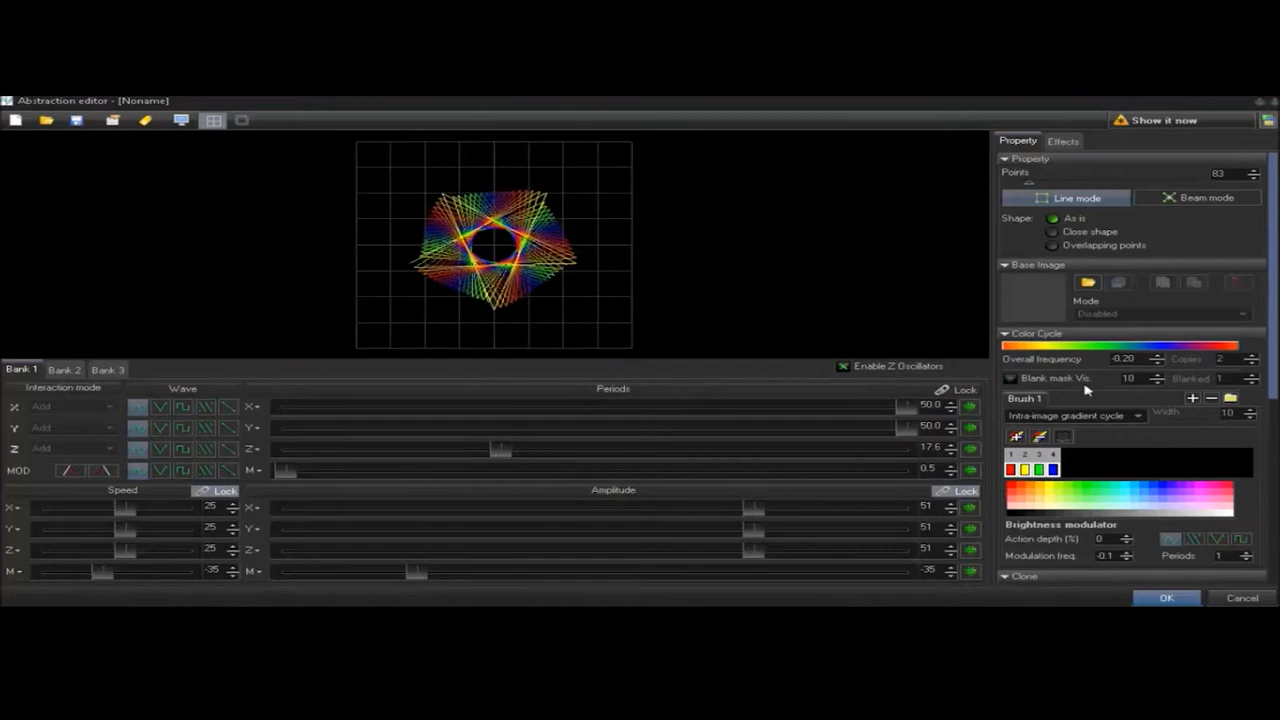 Abstraction editor - [Noname]
Show it now
Property Effects
Property
Points 83
Line mode Beam mode
Shape: As is
Close shape
Overlapping points
Base Image
Mode
Disabled
Color Cycle
Overall frequency -0.20 Copies 2
Blank mask Vis. 10 Blanked 1
Brush 1
Intra-image gradient cycle Width 10
1 2 3 4
Brightness modulator
Action depth (%) 0
Modulation freq. -0.1 Periods 1
Clone
Bank 1 Bank 2 Bank 3 Enable Z Oscillators
Interaction mode Wave Periods Lock
X Add X 50.0
Y Add Y 50.0
Z Add Z 17.6
MOD M 0.5
Speed Lock Amplitude Lock
X 25 X 51
Y 25 Y 51
Z 25 Z 51
M -35 M -35
OK Cancel